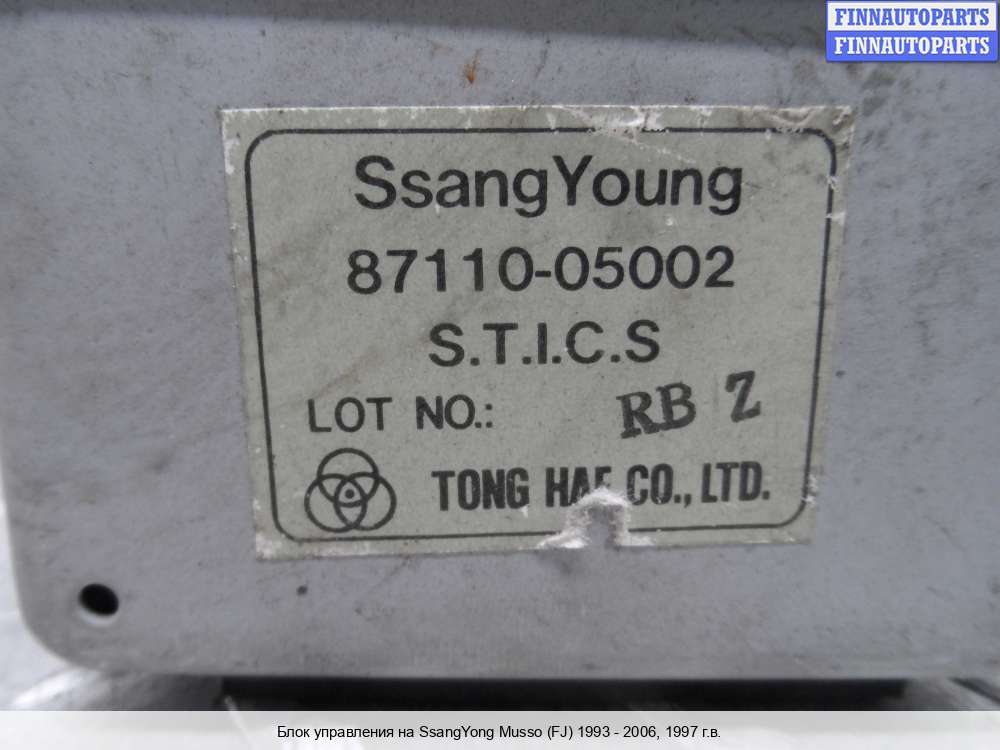 FINNAUTOPARTS
FINNAUTOPARTS
SsangYoung
87110-05002
S.T.I.C.S
LOT NO.: RB Z
TONG HAE CO., LTD.
Блок управления на SsangYong Musso (FJ) 1993 - 2006, 1997 г.в.